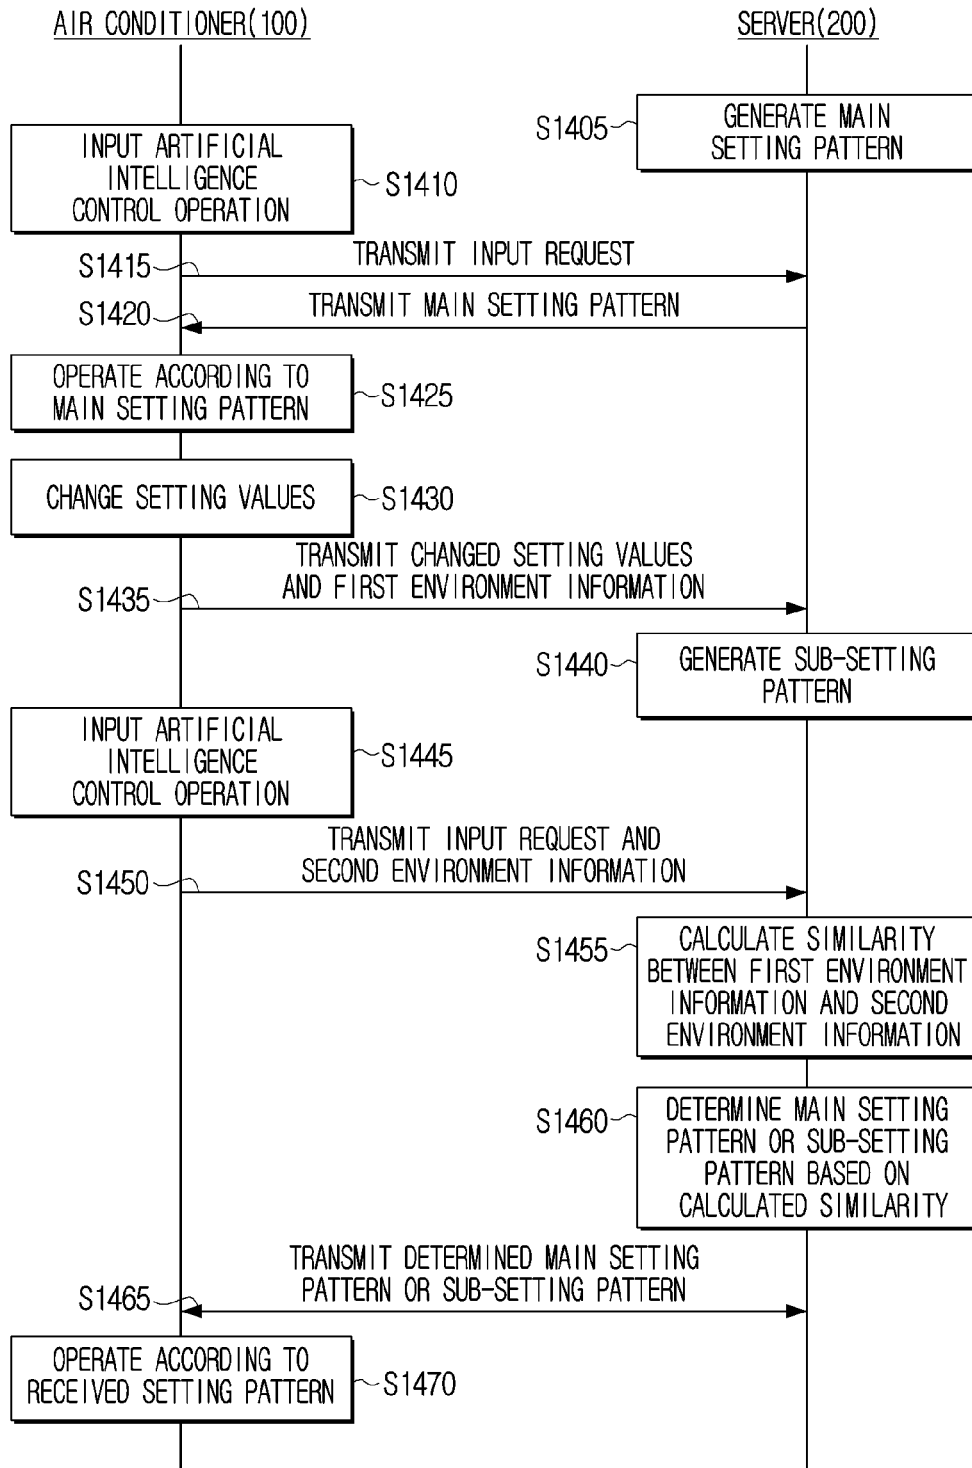 AIR CONDITIONER(100)
SERVER(200)
S1405
GENERATE MAIN
SETTING PATTERN
INPUT ARTIFICIAL
INTELLIGENCE
CONTROL OPERATION
S1410
S1415
TRANSMIT INPUT REQUEST
S1420
TRANSMIT MAIN SETTING PATTERN
OPERATE ACCORDING TO
MAIN SETTING PATTERN
S1425
CHANGE SETTING VALUES
S1430
TRANSMIT CHANGED SETTING VALUES
AND FIRST ENVIRONMENT INFORMATION
S1435
S1440
GENERATE SUB-SETTING
PATTERN
INPUT ARTIFICIAL
INTELLIGENCE
CONTROL OPERATION
S1445
TRANSMIT INPUT REQUEST AND
SECOND ENVIRONMENT INFORMATION
S1450
S1455
CALCULATE SIMILARITY
BETWEEN FIRST ENVIRONMENT
INFORMATION AND SECOND
ENVIRONMENT INFORMATION
S1460
DETERMINE MAIN SETTING
PATTERN OR SUB-SETTING
PATTERN BASED ON
CALCULATED SIMILARITY
TRANSMIT DETERMINED MAIN SETTING
PATTERN OR SUB-SETTING PATTERN
S1465
OPERATE ACCORDING TO
RECEIVED SETTING PATTERN
S1470